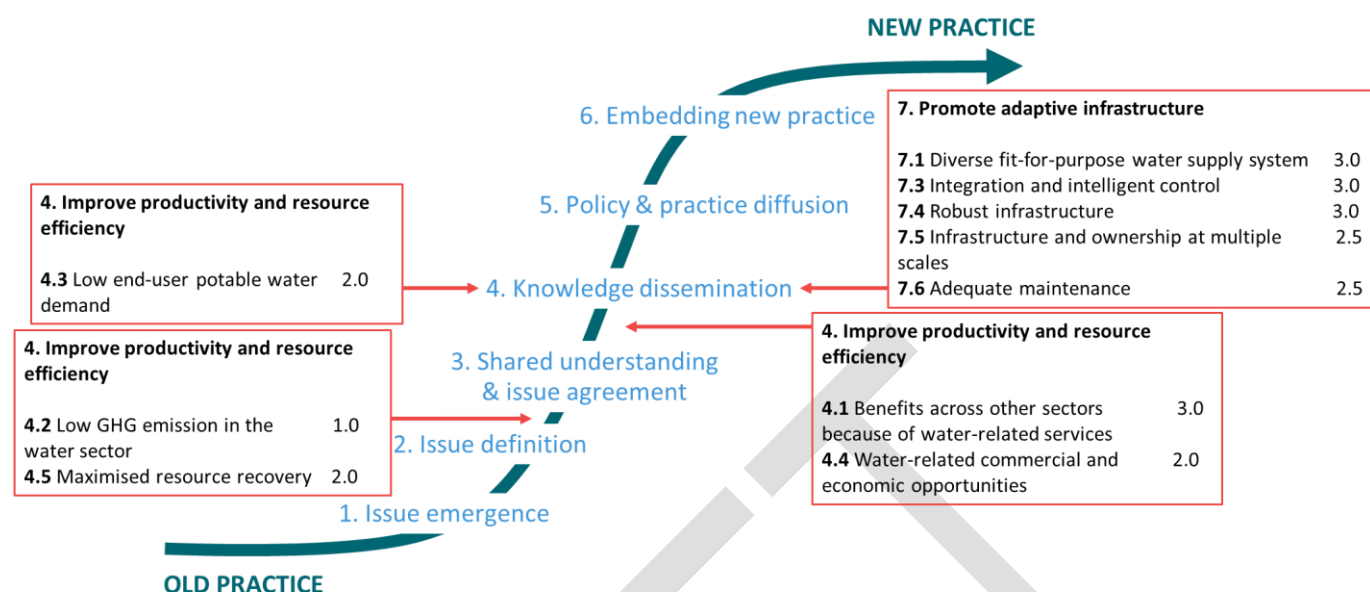 NEW PRACTICE
6. Embedding new practice
5. Policy & practice diffusion
4. Knowledge dissemination
3. Shared understanding
& issue agreement
2. Issue definition
1. Issue emergence
OLD PRACTICE
4. Improve productivity and resource
efficiency
4.3 Low end-user potable water 2.0
demand
4. Improve productivity and resource
efficiency
4.2 Low GHG emission in the 1.0
water sector
4.5 Maximised resource recovery 2.0
7. Promote adaptive infrastructure
7.1 Diverse fit-for-purpose water supply system 3.0
7.3 Integration and intelligent control 3.0
7.4 Robust infrastructure 3.0
7.5 Infrastructure and ownership at multiple 2.5
scales
7.6 Adequate maintenance 2.5
4. Improve productivity and resource
efficiency
4.1 Benefits across other sectors 3.0
because of water-related services
4.4 Water-related commercial and 2.0
economic opportunities